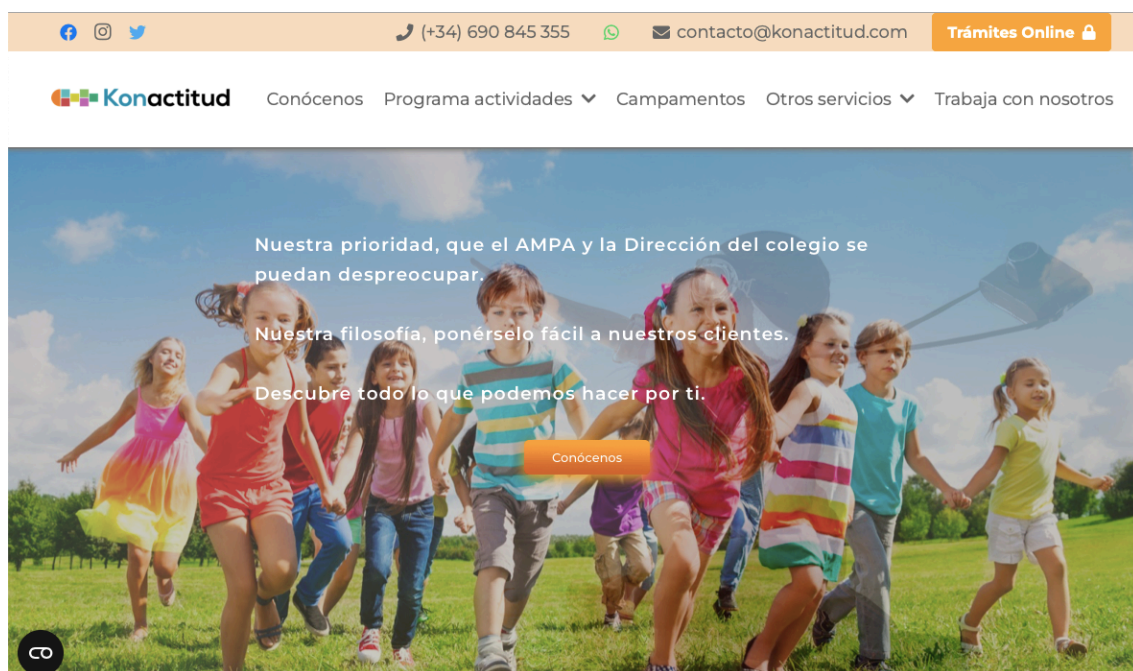 (+34) 690 845 355 contacto@konactitud.com Trámites Online
Konactitud Conócenos Programa actividades Campamentos Otros servicios Trabaja con nosotros
Nuestra prioridad, que el AMPA y la Dirección del colegio se
puedan despreocupar.
Nuestra filosofía, ponérselo fácil a nuestros clientes.
Descubre todo lo que podemos hacer por ti.
Conócenos